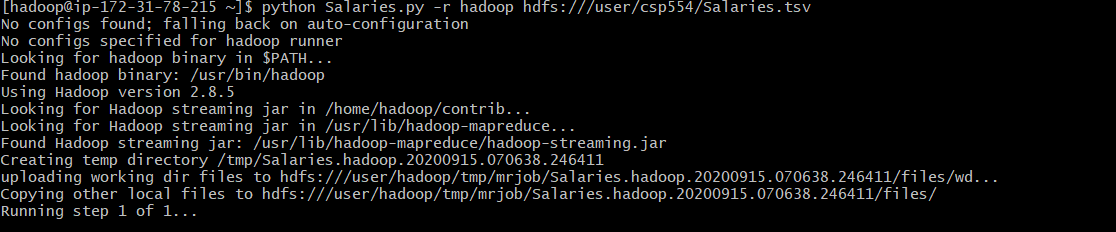 [hadoop@ip-172-31-78-215 ~]$ python Salaries.py -r hadoop hdfs:///user/csp554/Salaries.tsv
No configs found; falling back on auto-configuration
No configs specified for hadoop runner
Looking for hadoop binary in $PATH...
Found hadoop binary: /usr/bin/hadoop
Using Hadoop version 2.8.5
Looking for Hadoop streaming jar in /home/hadoop/contrib...
Looking for Hadoop streaming jar in /usr/lib/hadoop-mapreduce...
Found Hadoop streaming jar: /usr/lib/hadoop-mapreduce/hadoop-streaming.jar
Creating temp directory /tmp/Salaries.hadoop.20200915.070638.246411
uploading working dir files to hdfs:///user/hadoop/tmp/mrjob/Salaries.hadoop.20200915.070638.246411/files/wd...
Copying other local files to hdfs:///user/hadoop/tmp/mrjob/Salaries.hadoop.20200915.070638.246411/files/
Running step 1 of 1...